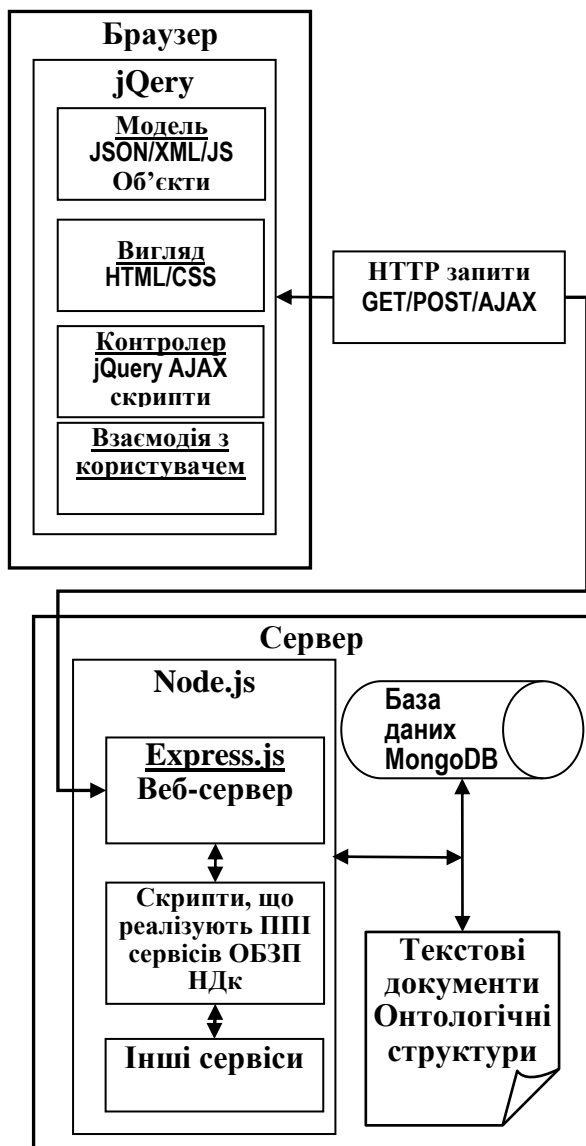 Браузер
jQery
Модель
JSON/XML/JS
Об’єкти
Вигляд
HTML/CSS
Контролер
jQuery AJAX
скрипти
Взаємодія з
користувачем
HTTP запити
GET/POST/AJAX
Сервер
Node.js
Express.js
Веб-сервер
Скрипти, що
реалізують ППІ
сервісів ОБЗП
НДк
Інші сервіси
База
даних
MongoDB
Текстові
документи
Онтологічні
структури